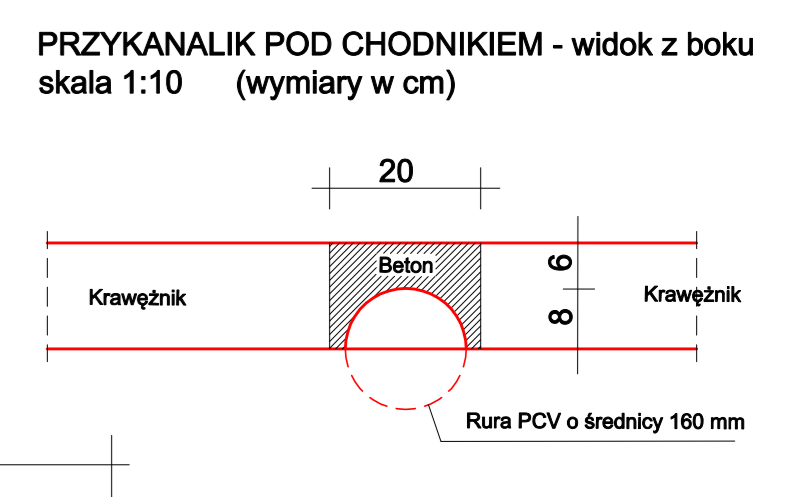 PRZYKANALIK POD CHODNIKIEM - widok z boku
skala 1:10 (wymiary w cm)
20
Beton
6
Krawężnik
Krawężnik
8
Rura PCV o średnicy 160 mm